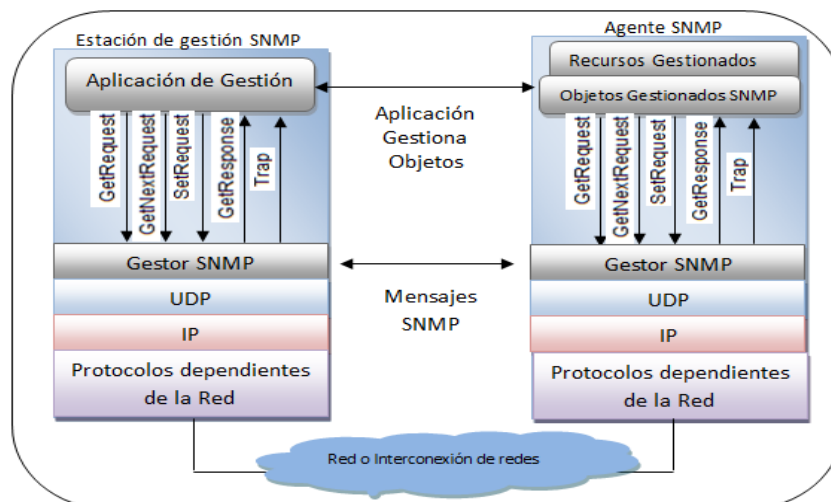 Estación de gestión SNMP
Aplicación de Gestión
GetRequest
GetNextRequest
SetRequest
GetResponse
Trap
Gestor SNMP
UDP
IP
Protocolos dependientes
de la Red
Aplicación
Gestiona
Objetos
Mensajes
SNMP
Agente SNMP
Recursos Gestionados
Objetos Gestionados SNMP
GetRequest
GetNextRequest
SetRequest
GetResponse
Trap
Gestor SNMP
UDP
IP
Protocolos dependientes
de la Red
Red o Interconexión de redes